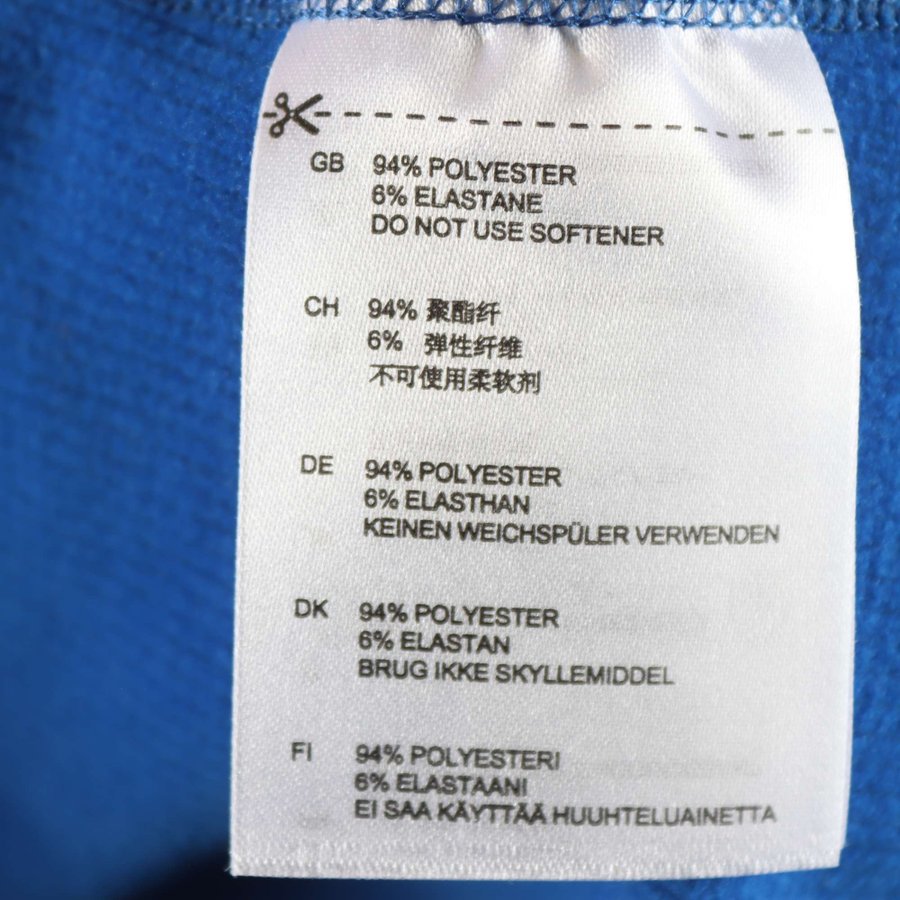 GB 94% POLYESTER
6% ELASTANE
DO NOT USE SOFTENER
CH 94% 聚酯纤
6% 弹性纤维
不可使用柔软剂
DE 94% POLYESTER
6% ELASTHAN
KEINEN WEICHSPÜLER VERWENDEN
DK 94% POLYESTER
6% ELASTAN
BRUG IKKE SKYLLEMIDDEL
FI 94% POLYESTERI
6% ELASTAANI
EI SAA KÄYTTÄÄ HUUHTELUAINETTA